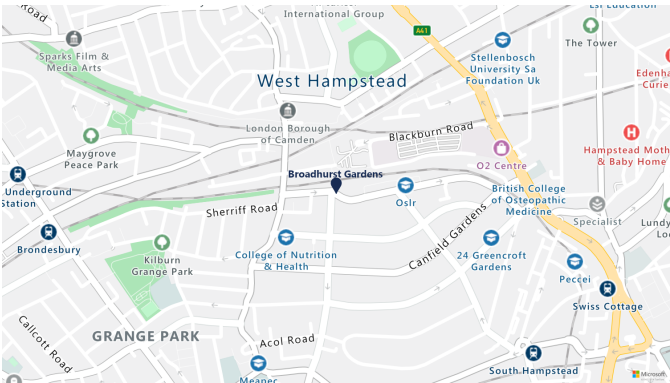 Road
International Group
A41
Sparks Film &
Media Arts
Stellenbosch
University Sa
Foundation Uk
The Tower
West Hampstead
London Borough
of Camden
Blackburn Road
Hampstead Moth
& Baby Home
Maygrove
Peace Park
O2 Centre
Broadhurst Gardens
Underground
Station
Oslr
British College
of Osteopathic
Medicine
Sherriff Road
Specialist
Brondesbury
Canfield Gardens
Kilburn
Grange Park
College of Nutrition
& Health
24 Greencroft
Gardens
Peccei
Swiss Cottage
GRANGE PARK
Callcott Road
Acol Road
South Hampstead
Microsoft